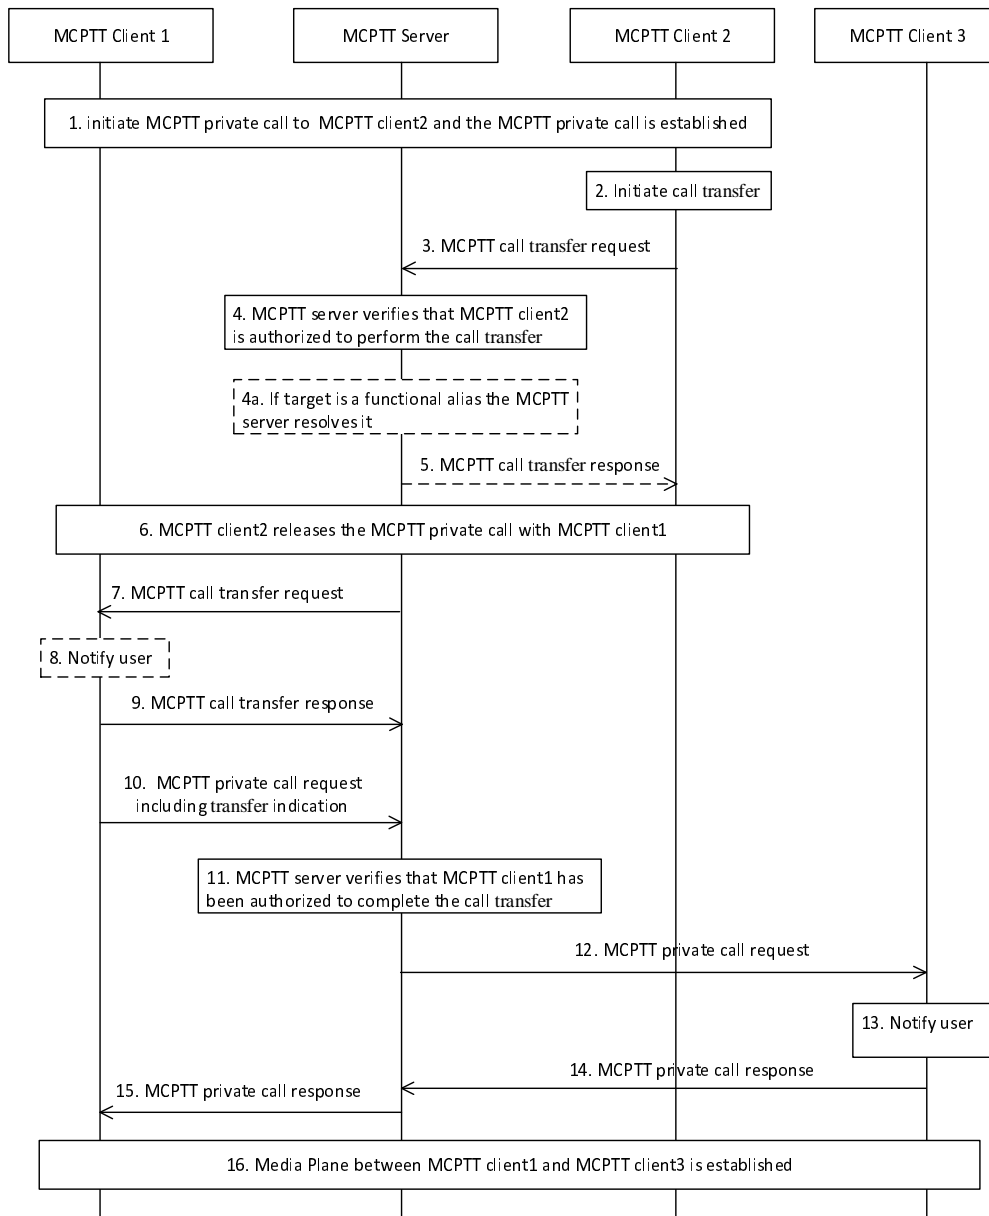 MCPTT Client 1
MCPTT Server
MCPTT Client 2
MCPTT Client 3
1. initiate MCPTT private call to MCPTT client2 and the MCPTT private call is established
2. Initiate call transfer
3. MCPTT call transfer request
4. MCPTT server verifies that MCPTT client2
is authorized to perform the call transfer
4a. If target is a functional alias the MCPTT
server resolves it
5. MCPTT call transfer response
6. MCPTT client2 releases the MCPTT private call with MCPTT client1
7. MCPTT call transfer request
8. Notify user
9. MCPTT call transfer response
10. MCPTT private call request
including transfer indication
11. MCPTT server verifies that MCPTT client1 has
been authorized to complete the call transfer
12. MCPTT private call request
13. Notify user
14. MCPTT private call response
15. MCPTT private call response
16. Media Plane between MCPTT client1 and MCPTT client3 is established